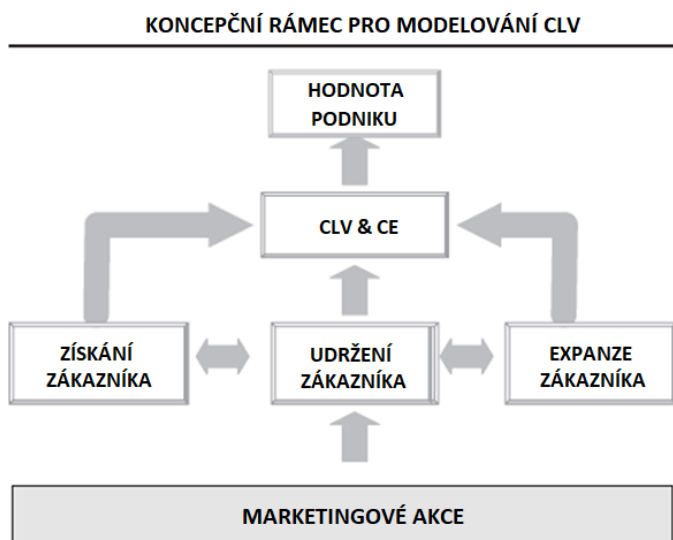 KONCEPČNÍ RÁMEC PRO MODELOVÁNÍ CLV
HODNOTA
PODNIKU
CLV & CE
ZÍSKÁNÍ
ZÁKAZNÍKA
UDRŽENÍ
ZÁKAZNÍKA
EXPANZE
ZÁKAZNÍKA
MARKETINGOVÉ AKCE